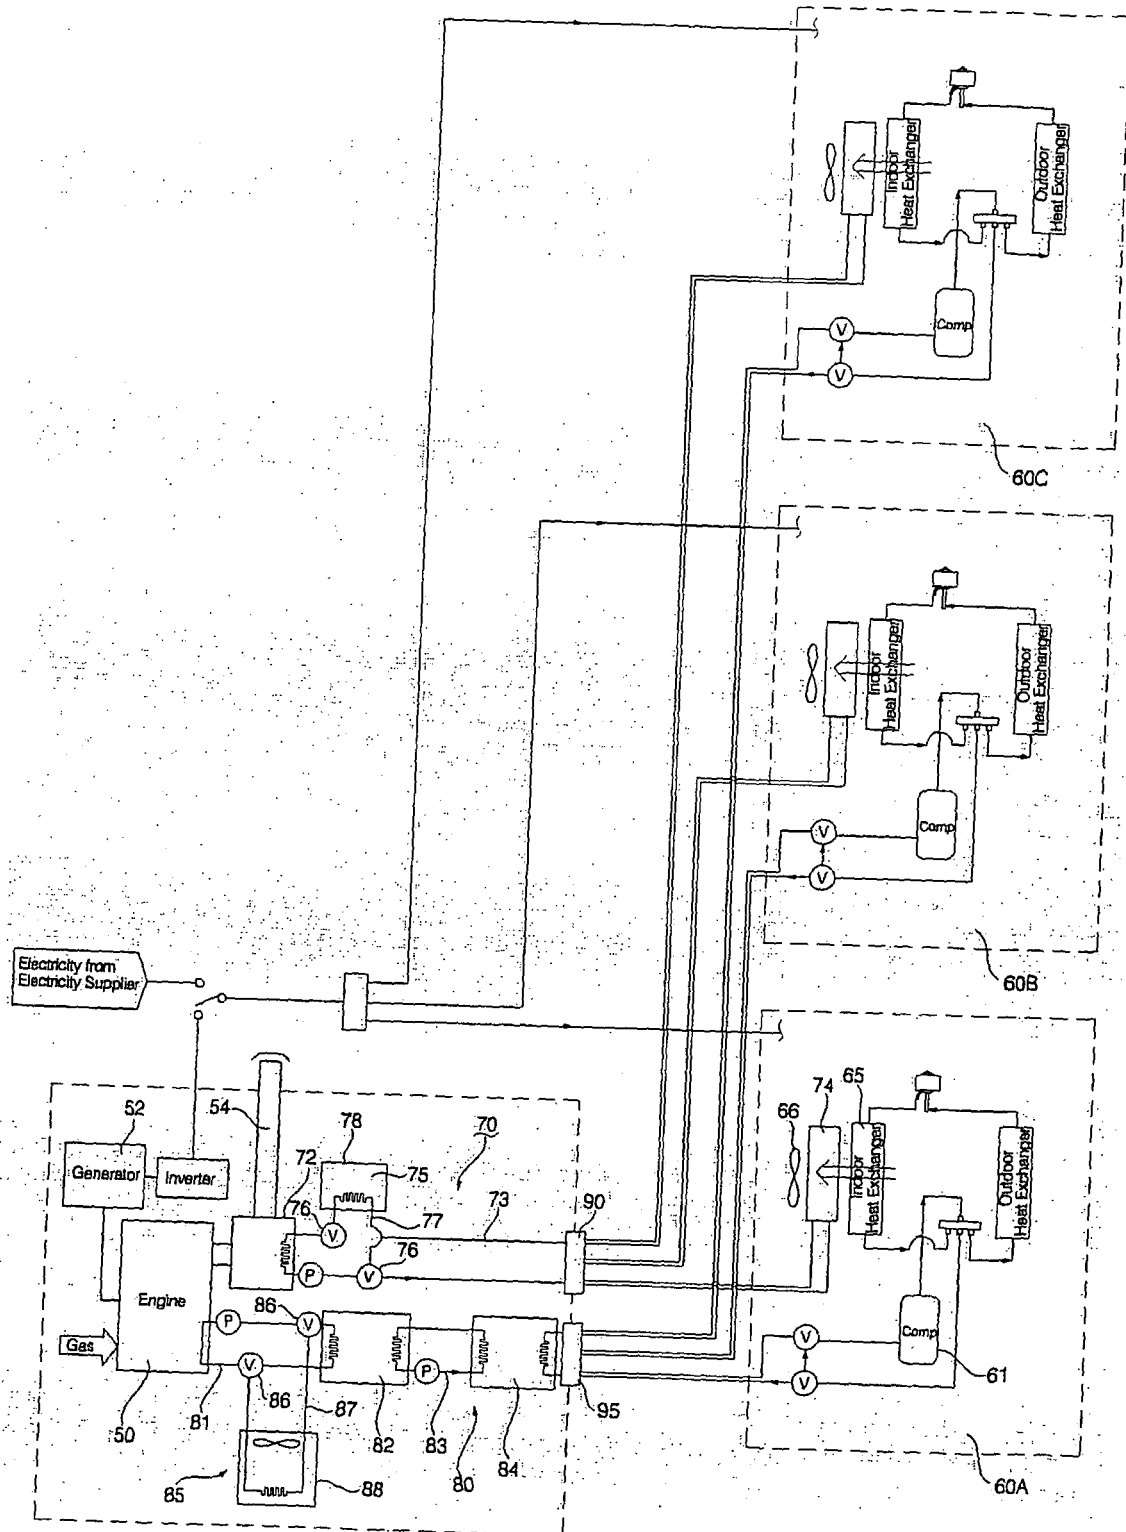 Indoor
Heat Exchanger
Outdoor
Heat Exchanger
Comp
V
V
60C
Indoor
Heat Exchanger
Outdoor
Heat Exchanger
Comp
V
V
60B
Electricity from
Electricity Supplier
52
54
78
70
72
75
Generator
Inverter
76
V
77
73
90
76
P
V
Engine
Gas
P
86
V
V
86
P
50
81
87
82
83
80
84
95
85
88
66
74
65
Indoor
Heat Exchanger
Outdoor
Heat Exchanger
Comp
V
V
61
60A